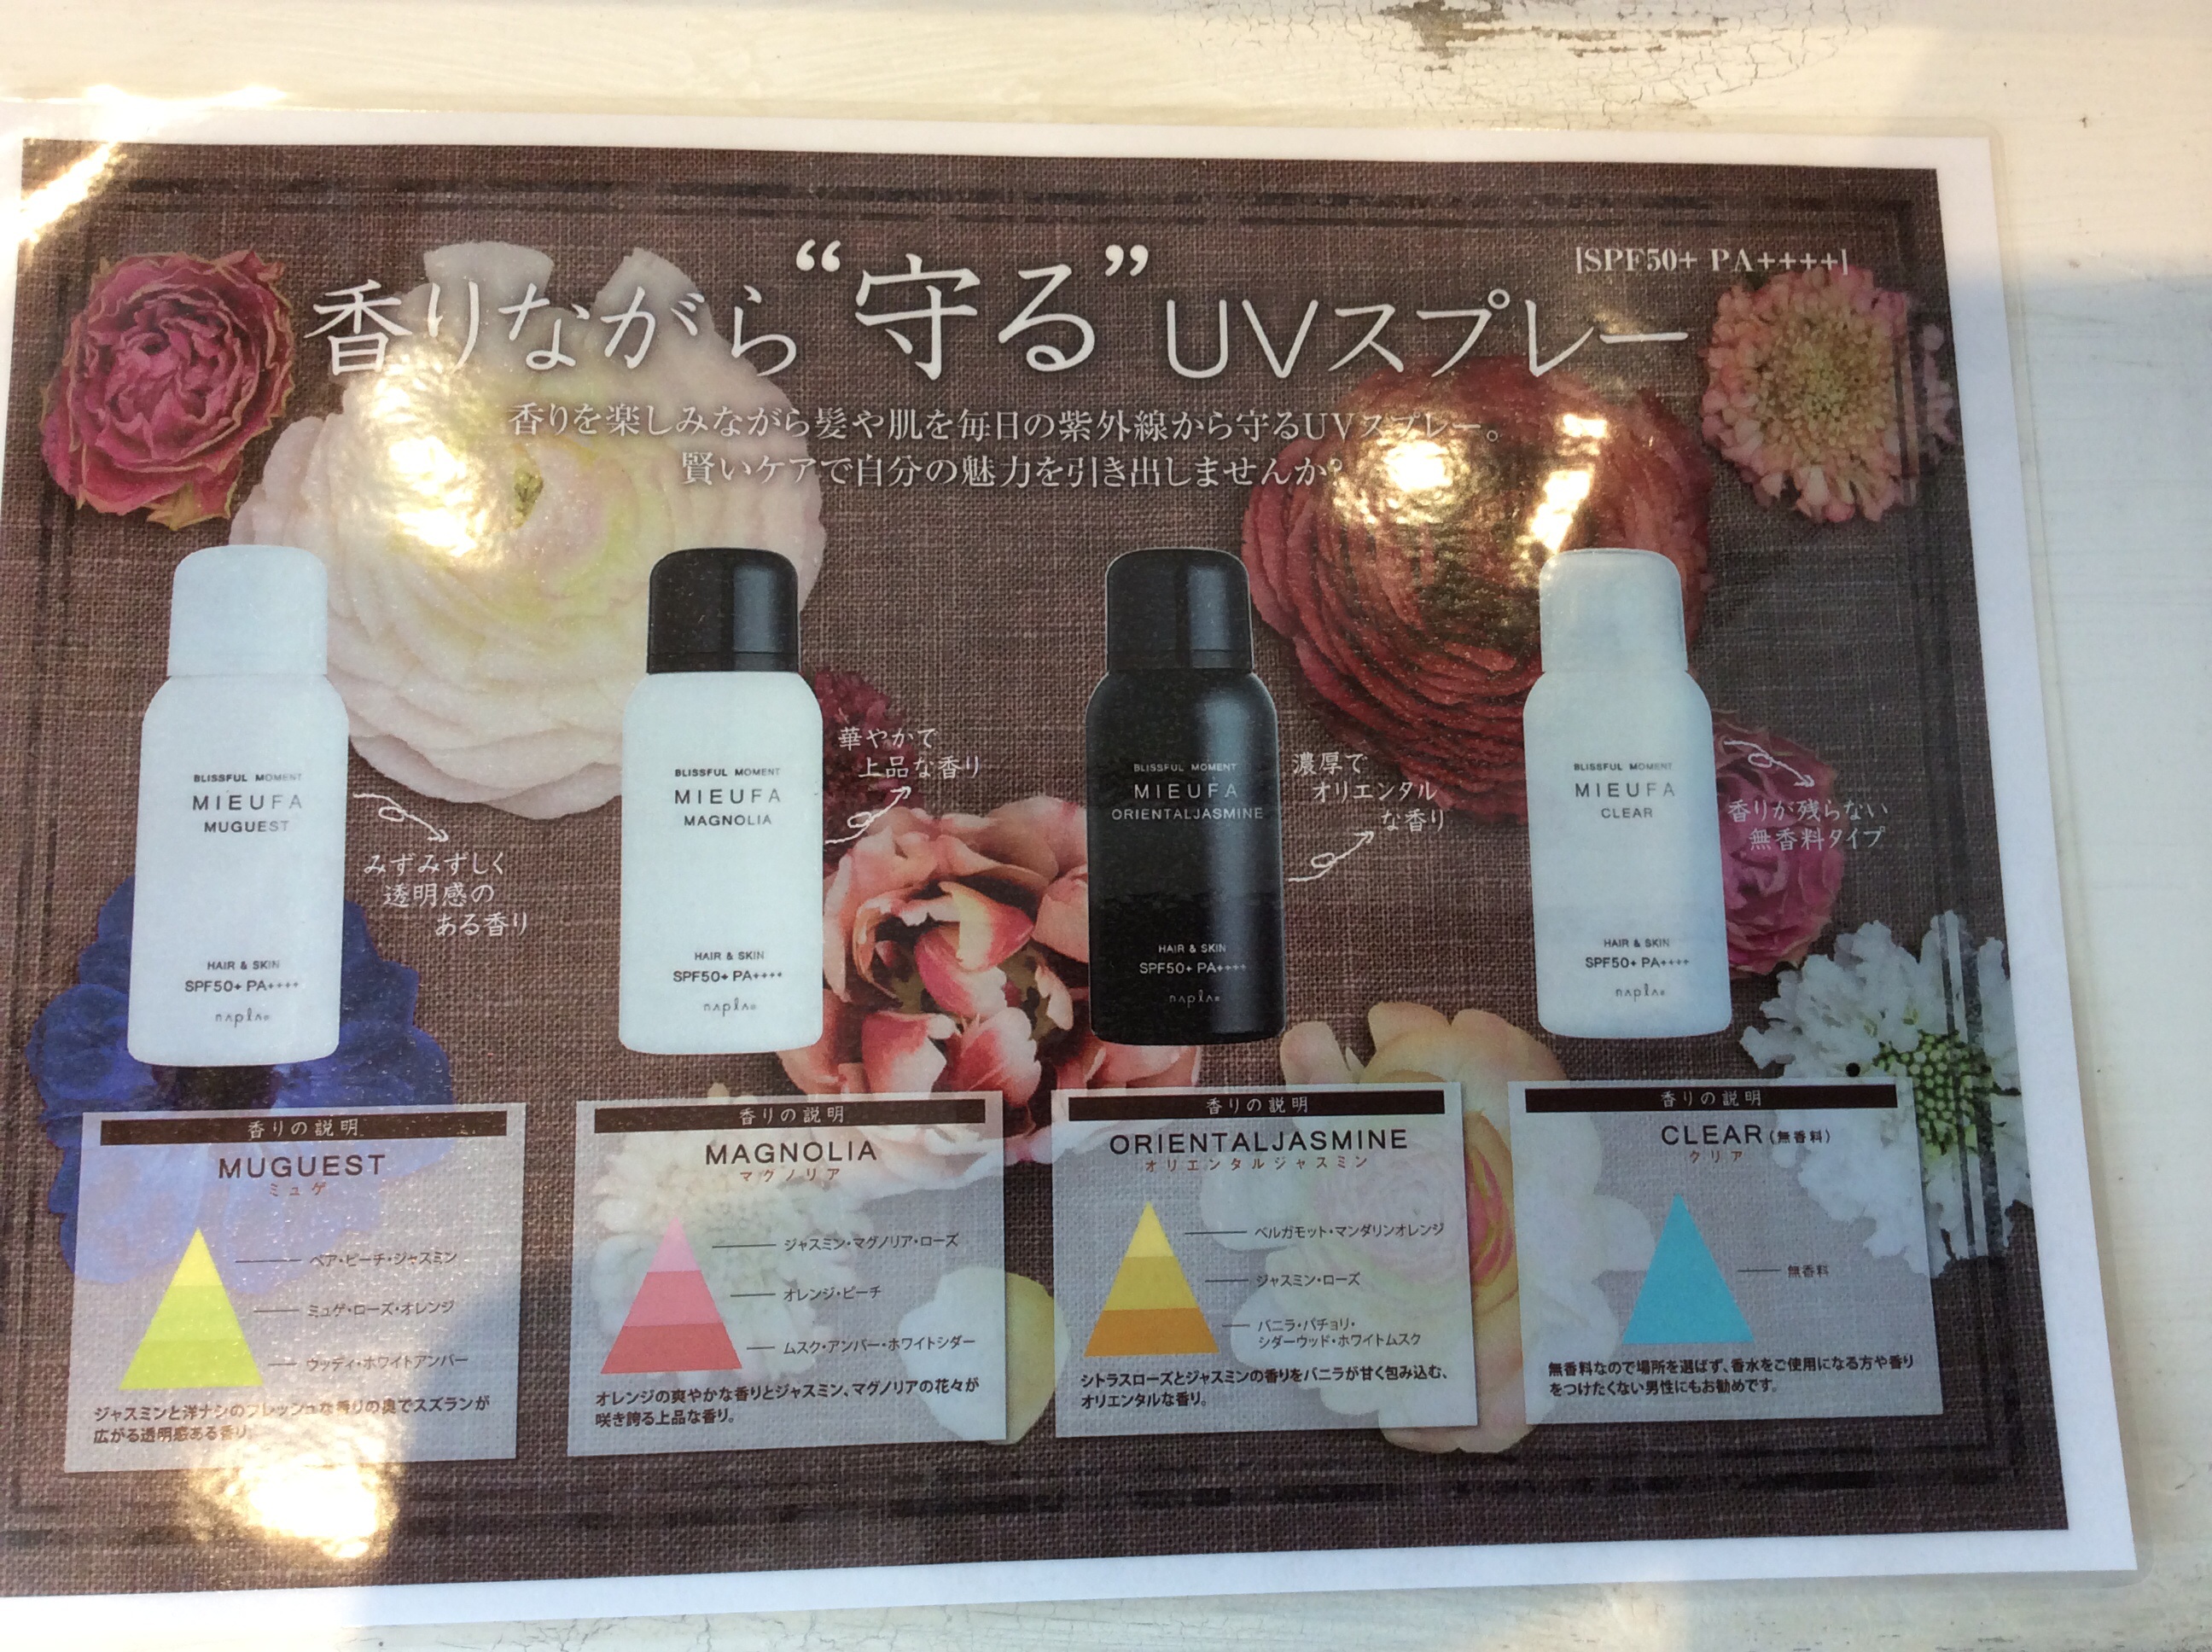 [SPF50+ PA++++]
香りながら“守る”UVスプレー
香りを楽しみながら髪や肌を毎日の紫外線から守るUVスプレー。
賢いケアで自分の魅力を引き出しませんか?
BLISSFUL MOMENT
MIEUFA
MUGUEST
HAIR & SKIN
SPF50+ PA++++
napla®
みずみずしく
透明感の
ある香り
BLISSFUL MOMENT
MIEUFA
MAGNOLIA
HAIR & SKIN
SPF50+ PA++++
napla®
華やかで
上品な香り
BLISSFUL MOMENT
MIEUFA
ORIENTALJASMINE
HAIR & SKIN
SPF50+ PA++++
napla®
濃厚で
オリエンタル
な香り
BLISSFUL MOMENT
MIEUFA
CLEAR
HAIR & SKIN
SPF50+ PA++++
napla®
香りが残らない
無香料タイプ
香りの説明
MUGUEST
ミュゲ
ペア・ピーチ・ジャスミン
ミュゲ・ローズ・オレンジ
ウッディ・ホワイトアンバー
ジャスミンと洋ナシのフレッシュな香りの奥でスズランが
広がる透明感ある香り。
香りの説明
MAGNOLIA
マグノリア
ジャスミン・マグノリア・ローズ
オレンジ・ピーチ
ムスク・アンバー・ホワイトシダー
オレンジの爽やかな香りとジャスミン、マグノリアの花々が
咲き誇る上品な香り。
香りの説明
ORIENTALJASMINE
オリエンタルジャスミン
ベルガモット・マンダリンオレンジ
ジャスミン・ローズ
バニラ・パチョリ・
シダーウッド・ホワイトムスク
シトラスローズとジャスミンの香りをバニラが甘く包み込む、
オリエンタルな香り。
香りの説明
CLEAR(無香料)
クリア
無香料
無香料なので場所を選ばず、香水をご使用になる方や香り
をつけたくない男性にもお勧めです。